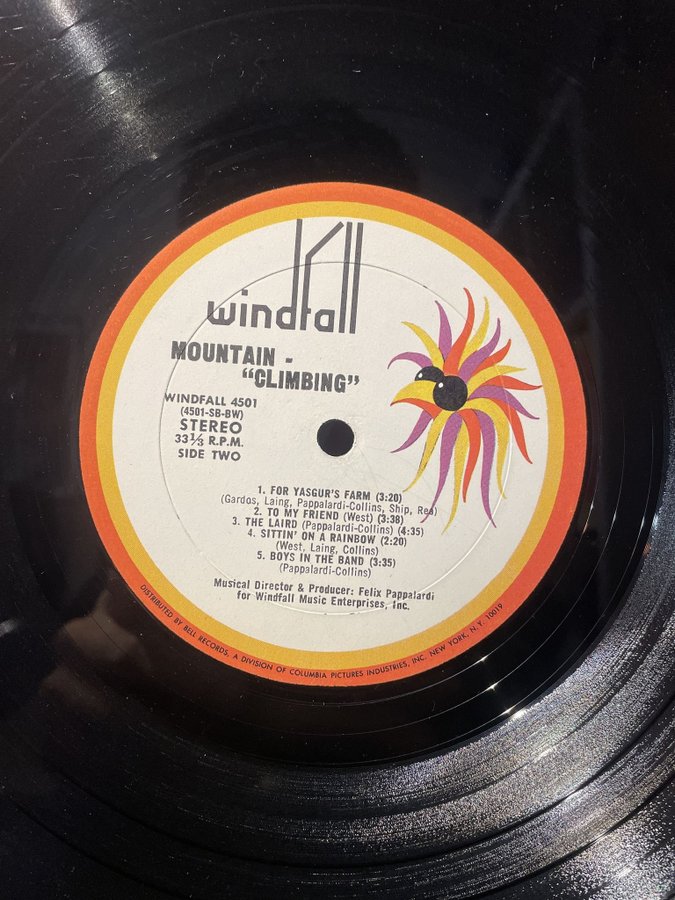 windfall
MOUNTAIN -
"CLIMBING"
WINDFALL 4501
(4501-SB-BW)
STEREO
33⅓ R.P.M.
SIDE TWO
1. FOR YASGUR'S FARM (3:20)
(Gardos, Laing, Pappalardi-Collins, Ship, Rea)
2. TO MY FRIEND (West) (3:38)
3. THE LAIRD (Pappalardi-Collins) (4:35)
4. SITTIN' ON A RAINBOW (2:20)
(West, Laing, Collins)
5. BOYS IN THE BAND (3:35)
(Pappalardi-Collins)
Musical Director & Producer: Felix Pappalardi
for Windfall Music Enterprises, Inc.
DISTRIBUTED BY BELL RECORDS, A DIVISION OF COLUMBIA PICTURES INDUSTRIES, INC. NEW YORK, N.Y. 10019